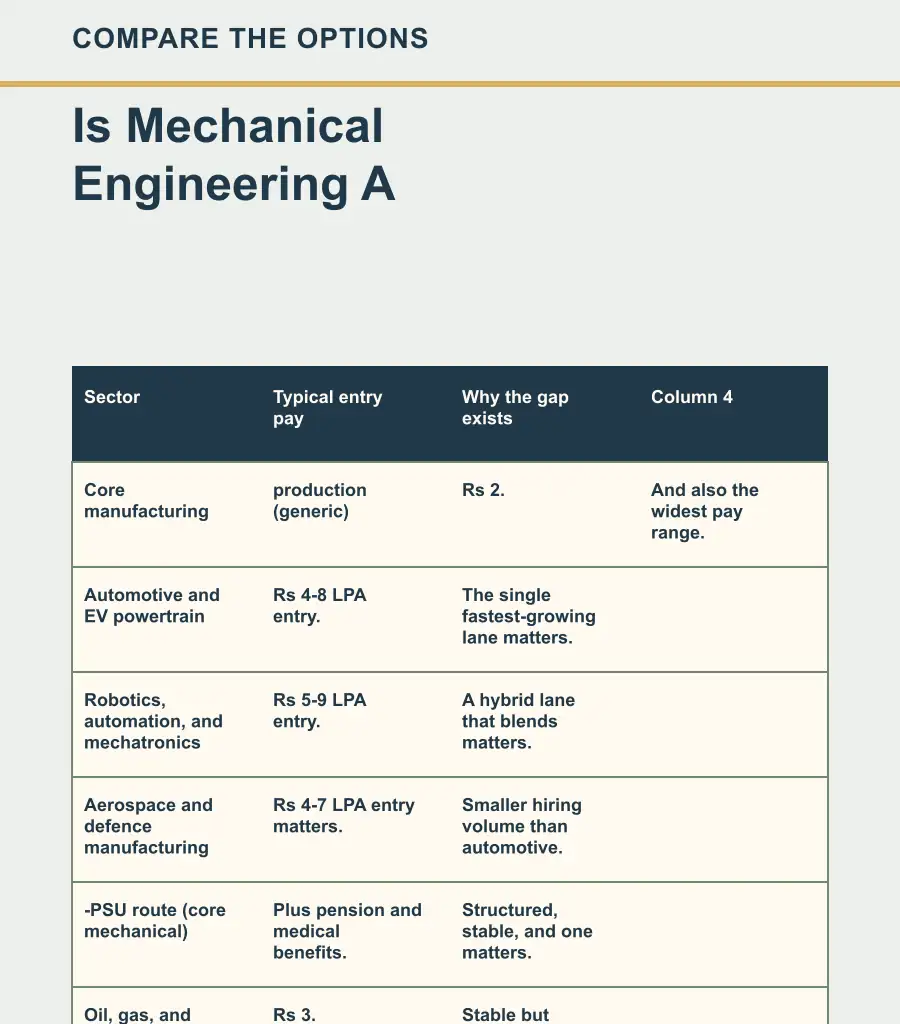 COMPARE THE OPTIONS
Is Mechanical
Engineering A
Sector
Typical entry
pay
Why the gap
exists
Column 4
Core
manufacturing
production
(generic)
Rs 2.
And also the
widest pay
range.
Automotive and
EV powertrain
Rs 4-8 LPA
entry.
The single
fastest-growing
lane matters.
Robotics,
automation, and
mechatronics
Rs 5-9 LPA
entry.
A hybrid lane
that blends
matters.
Aerospace and
defence
manufacturing
Rs 4-7 LPA entry
matters.
Smaller hiring
volume than
automotive.
-PSU route (core
mechanical)
Plus pension and
medical
benefits.
Structured,
stable, and one
matters.
Oil, gas, and
Rs 3.
Stable but